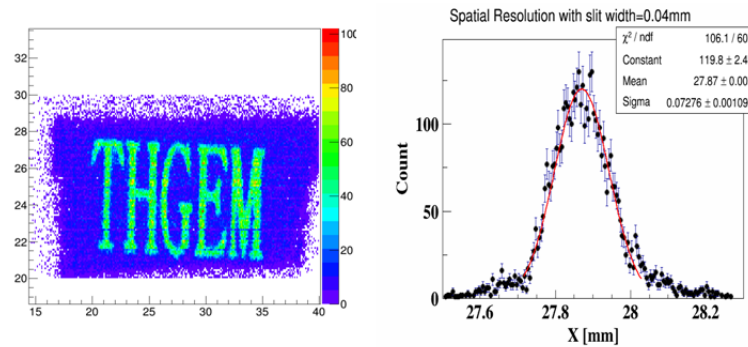 THGEM
100
80
60
40
20
0
34
32
30
28
26
24
22
20
15 20 25 30 35 40
Spatial Resolution with slit width=0.04mm
χ² / ndf 106.1 / 60
Constant 119.8 ± 2.4
Mean 27.87 ± 0.00
Sigma 0.07276 ± 0.00109
Count
100
50
0
27.6 27.8 28 28.2
X [mm]